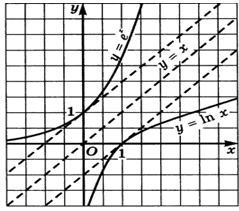 y
y = eˣ
y = x
1
y = ln x
O
1
x